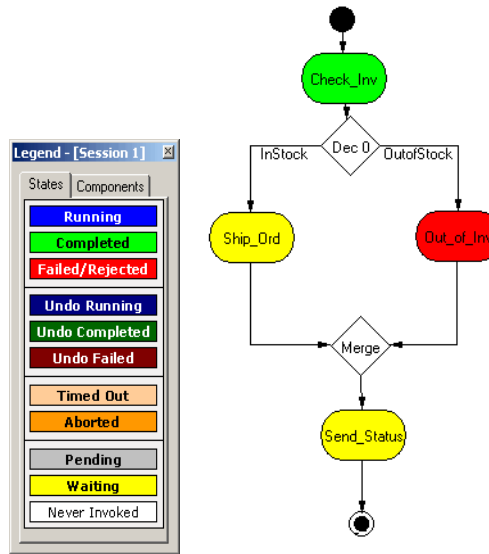 Check_Inv
Dec 0
InStock
OutofStock
Ship_Ord
Out_of_Inv
Merge
Send_Status
Legend - [Session 1]
States
Components
Running
Completed
Failed/Rejected
Undo Running
Undo Completed
Undo Failed
Timed Out
Aborted
Pending
Waiting
Never Invoked